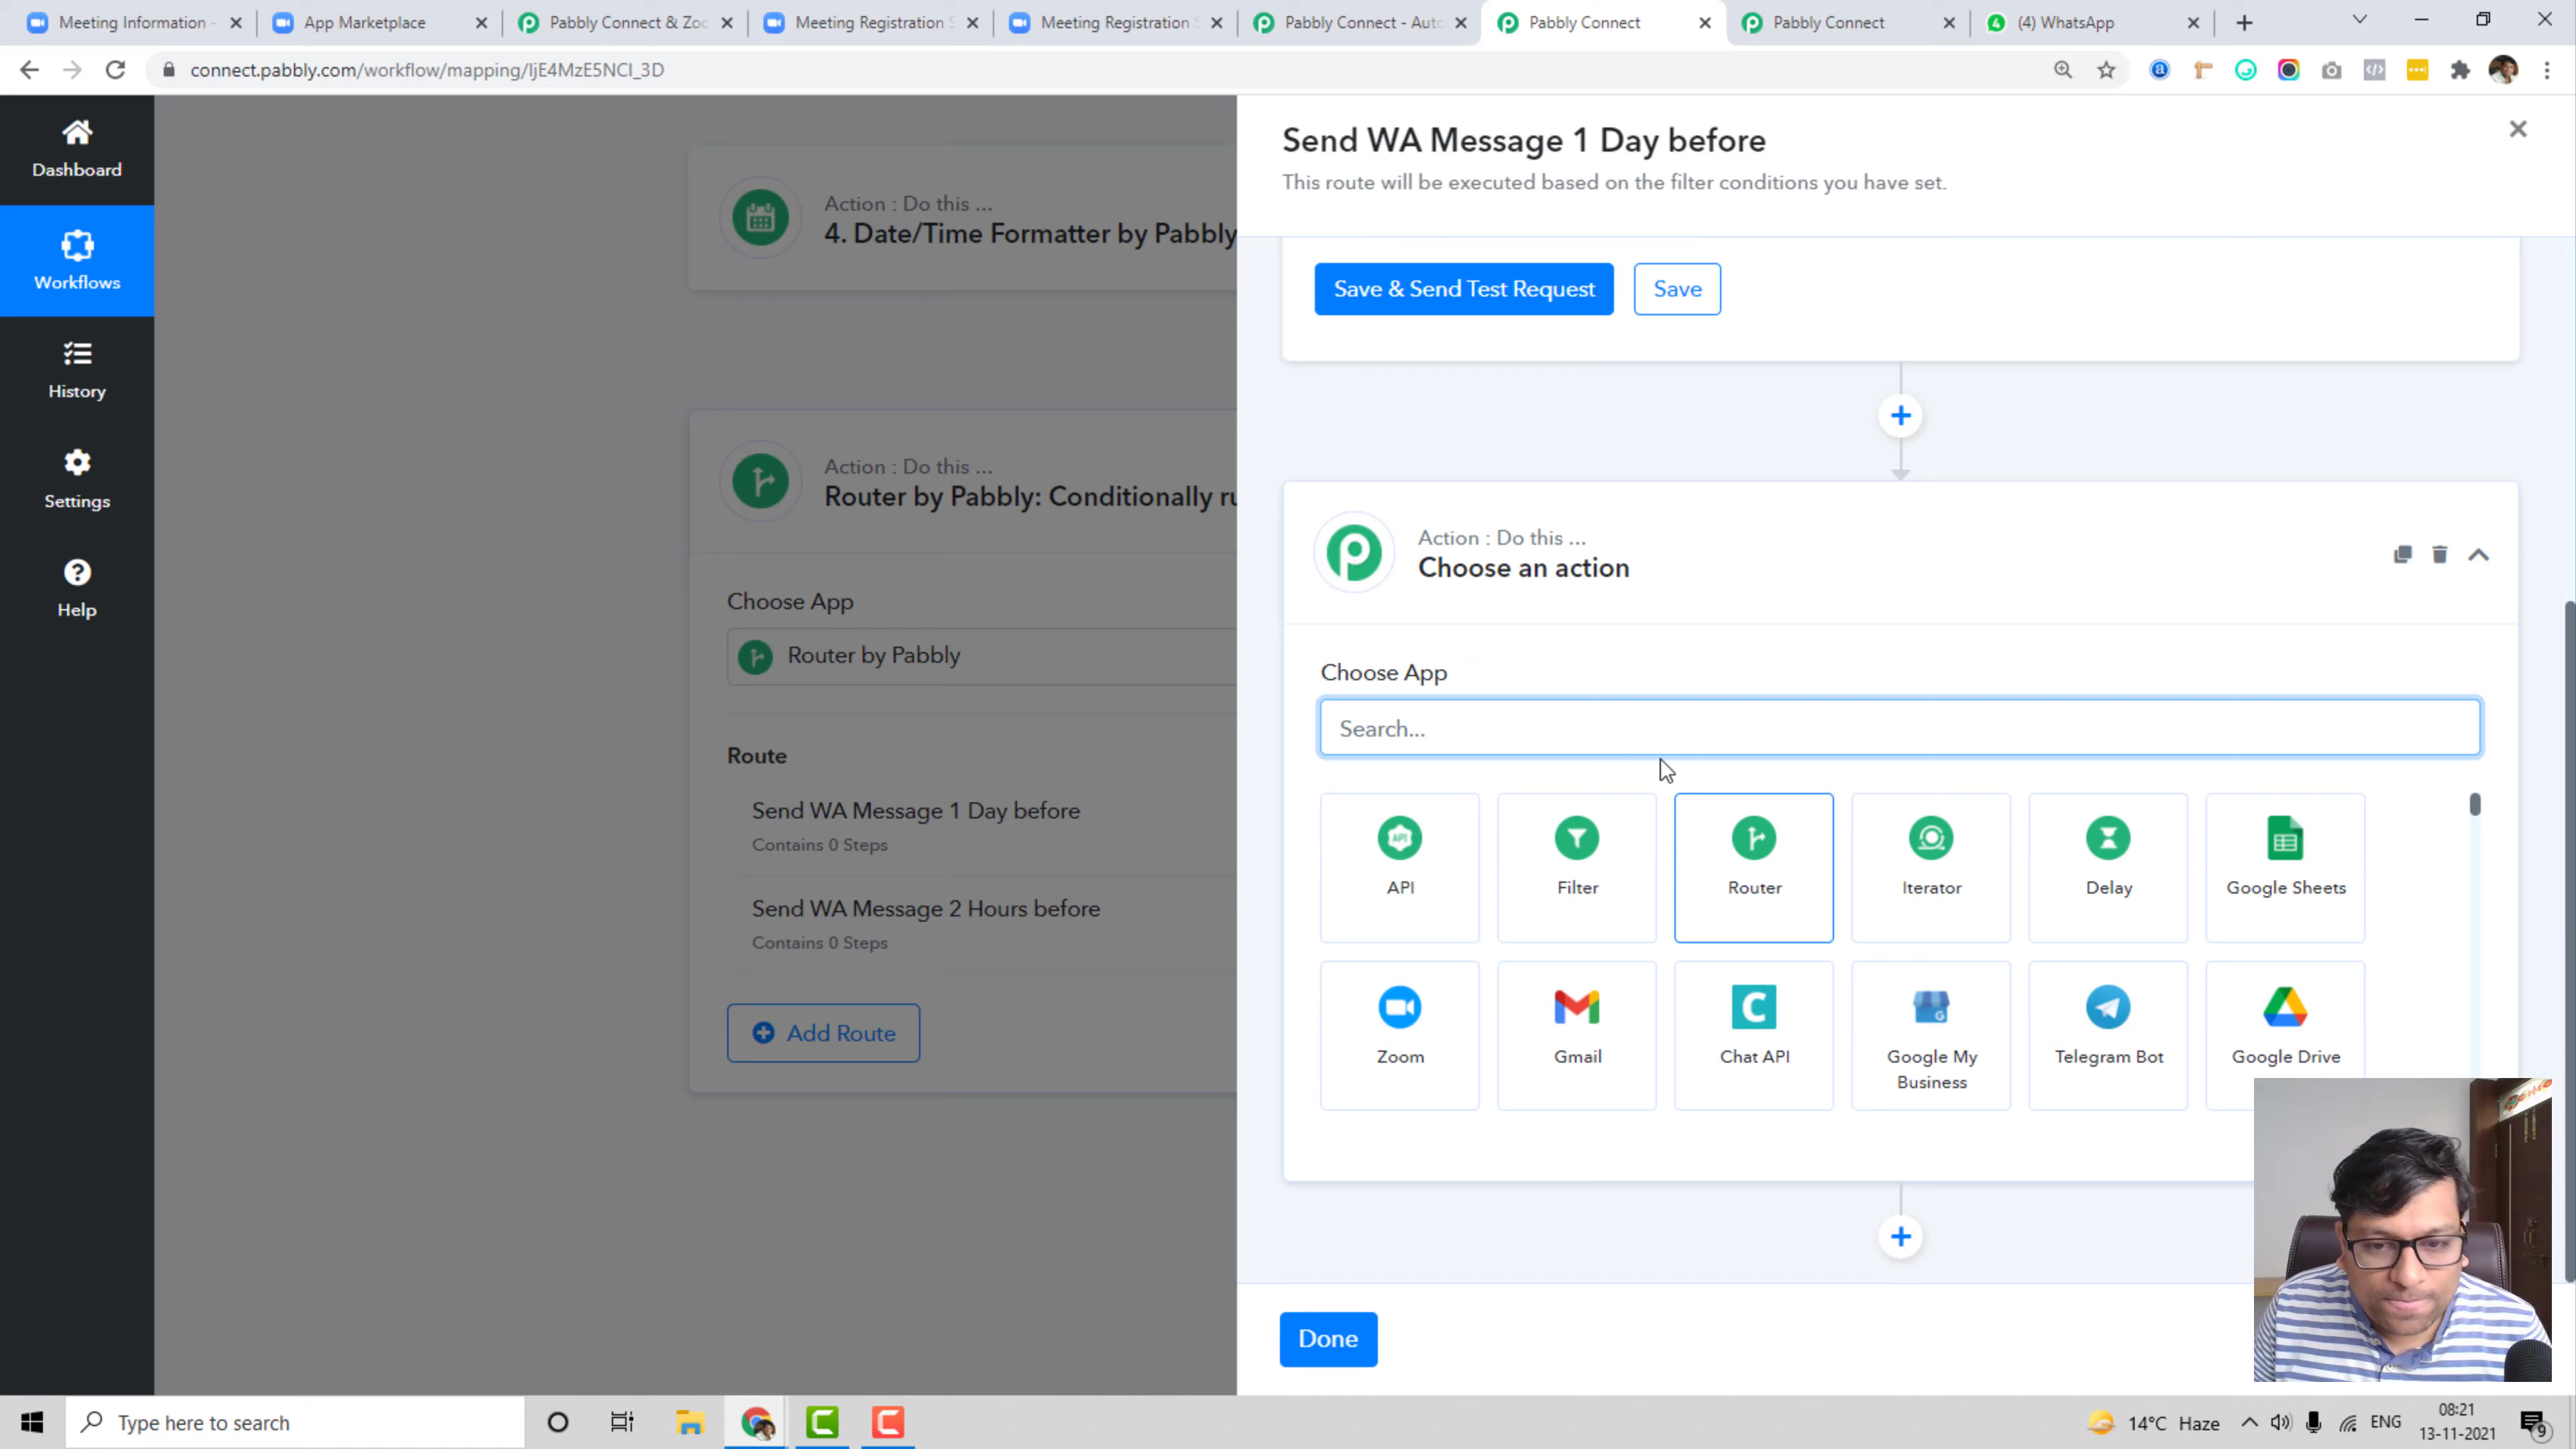 Meeting Information -
App Marketplace
Pabbly Connect & Zoo
Meeting Registration S
Meeting Registration S
Pabbly Connect - Auto
Pabbly Connect
Pabbly Connect
(4) WhatsApp
connect.pabbly.com/workflow/mapping/IjE4MzE5NCI_3D
Dashboard
Workflows
History
Settings
Help
Action : Do this ...
4. Date/Time Formatter by Pabbly
Action : Do this ...
Router by Pabbly: Conditionally ru
Choose App
Router by Pabbly
Route
Send WA Message 1 Day before
Contains 0 Steps
Send WA Message 2 Hours before
Contains 0 Steps
Add Route
Send WA Message 1 Day before
This route will be executed based on the filter conditions you have set.
Save & Send Test Request
Save
Action : Do this ...
Choose an action
Choose App
Search...
API
Filter
Router
Iterator
Delay
Google Sheets
Zoom
Gmail
Chat API
Google My
Business
Telegram Bot
Google Drive
Done
Type here to search
14°C Haze
ENG
08:21
13-11-2021
9